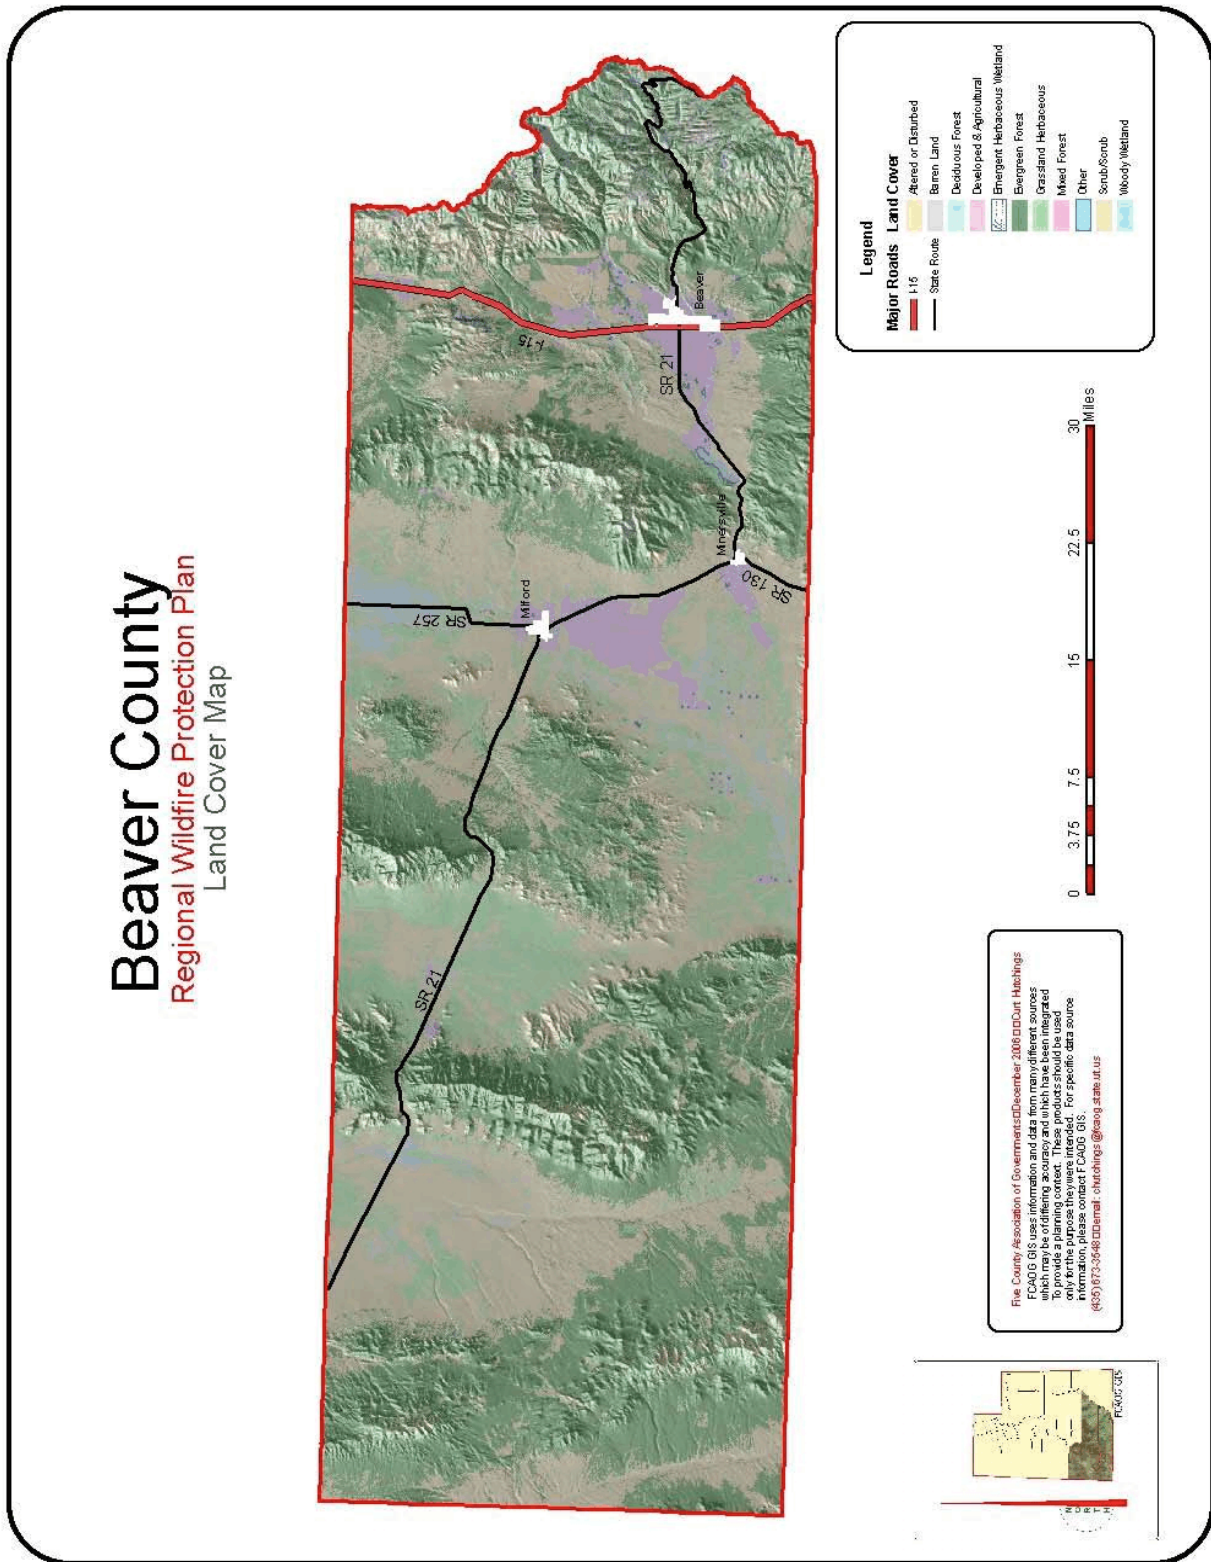 Beaver County
Regional Wildfire Protection Plan
Land Cover Map
I-15
SR 21
Beaver
Minersville
SR 130
SR 257
Milford
SR 21
Legend
Major Roads
I-15
State Route
Land Cover
Altered or Disturbed
Barren Land
Deciduous Forest
Developed & Agricultural
Emergent Herbaceous Wetland
Evergreen Forest
Grassland Herbaceous
Mixed Forest
Other
Scrub/Scrub
Woody Wetland
0 3.75 7.5 15 22.5 30
Miles
Five County Association of Governments□□December 2006□□Curt Hutchings
FCAOG GIS uses information and data from many different sources
which may be of differing accuracy and which have been integrated
To provide a planning context. These products should be used
only for the purpose they were intended. For specific data source
information, please contact FCAOG GIS.
(435) 673-3548□□email: chutchings@fcaog.state.ut.us
NORTH
FCAOG GIS